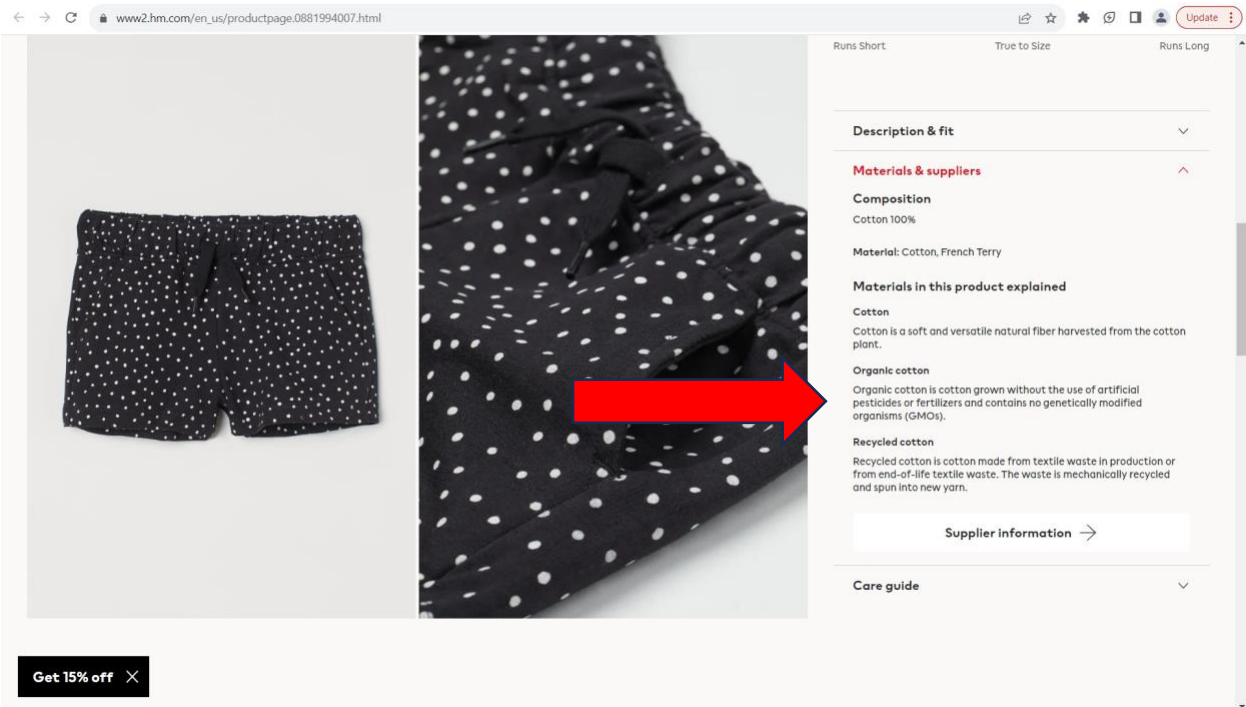 www2.hm.com/en_us/productpage.0881994007.html
Update
Runs Short True to Size Runs Long
Description & fit
Materials & suppliers
Composition
Cotton 100%
Material: Cotton, French Terry
Materials in this product explained
Cotton
Cotton is a soft and versatile natural fiber harvested from the cotton
plant.
Organic cotton
Organic cotton is cotton grown without the use of artificial
pesticides or fertilizers and contains no genetically modified
organisms (GMOs).
Recycled cotton
Recycled cotton is cotton made from textile waste in production or
from end-of-life textile waste. The waste is mechanically recycled
and spun into new yarn.
Supplier information
Care guide
Get 15% off